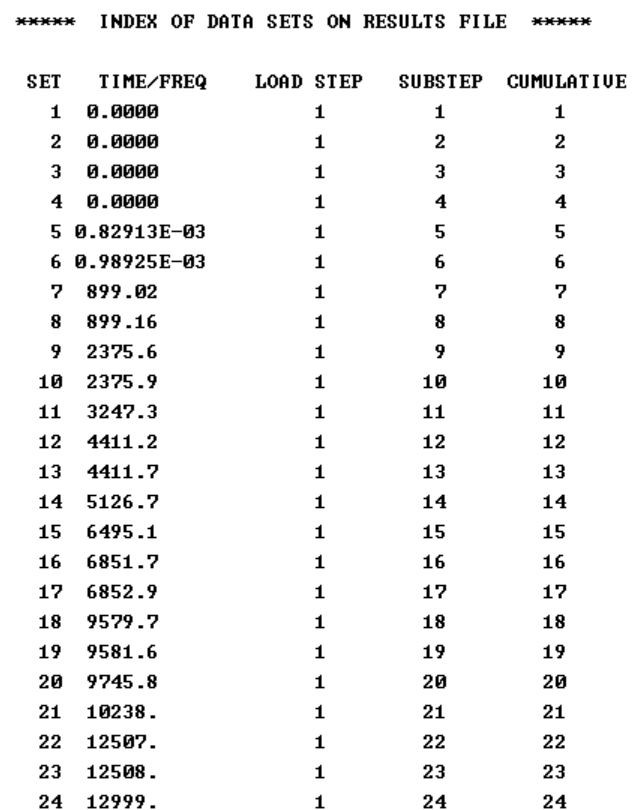 ***** INDEX OF DATA SETS ON RESULTS FILE *****
SET TIME/FREQ LOAD STEP SUBSTEP CUMULATIVE
1 0.0000 1 1 1
2 0.0000 1 2 2
3 0.0000 1 3 3
4 0.0000 1 4 4
5 0.82913E-03 1 5 5
6 0.98925E-03 1 6 6
7 899.02 1 7 7
8 899.16 1 8 8
9 2375.6 1 9 9
10 2375.9 1 10 10
11 3247.3 1 11 11
12 4411.2 1 12 12
13 4411.7 1 13 13
14 5126.7 1 14 14
15 6495.1 1 15 15
16 6851.7 1 16 16
17 6852.9 1 17 17
18 9579.7 1 18 18
19 9581.6 1 19 19
20 9745.8 1 20 20
21 10238. 1 21 21
22 12507. 1 22 22
23 12508. 1 23 23
24 12999. 1 24 24